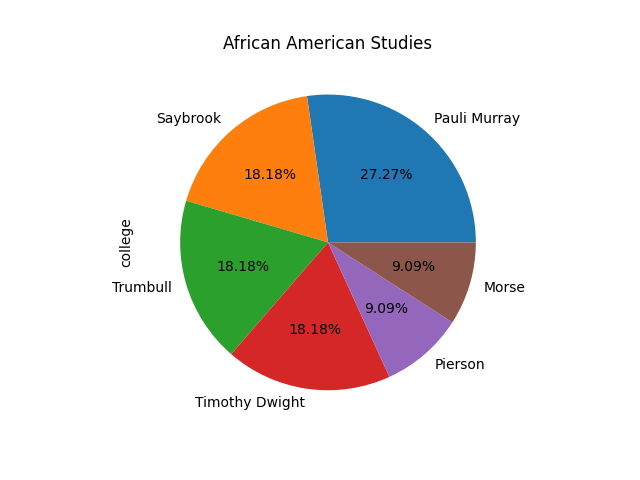 African American Studies
Saybrook
Pauli Murray
18.18%
27.27%
college
18.18%
9.09%
Trumbull
Morse
9.09%
18.18%
Pierson
Timothy Dwight